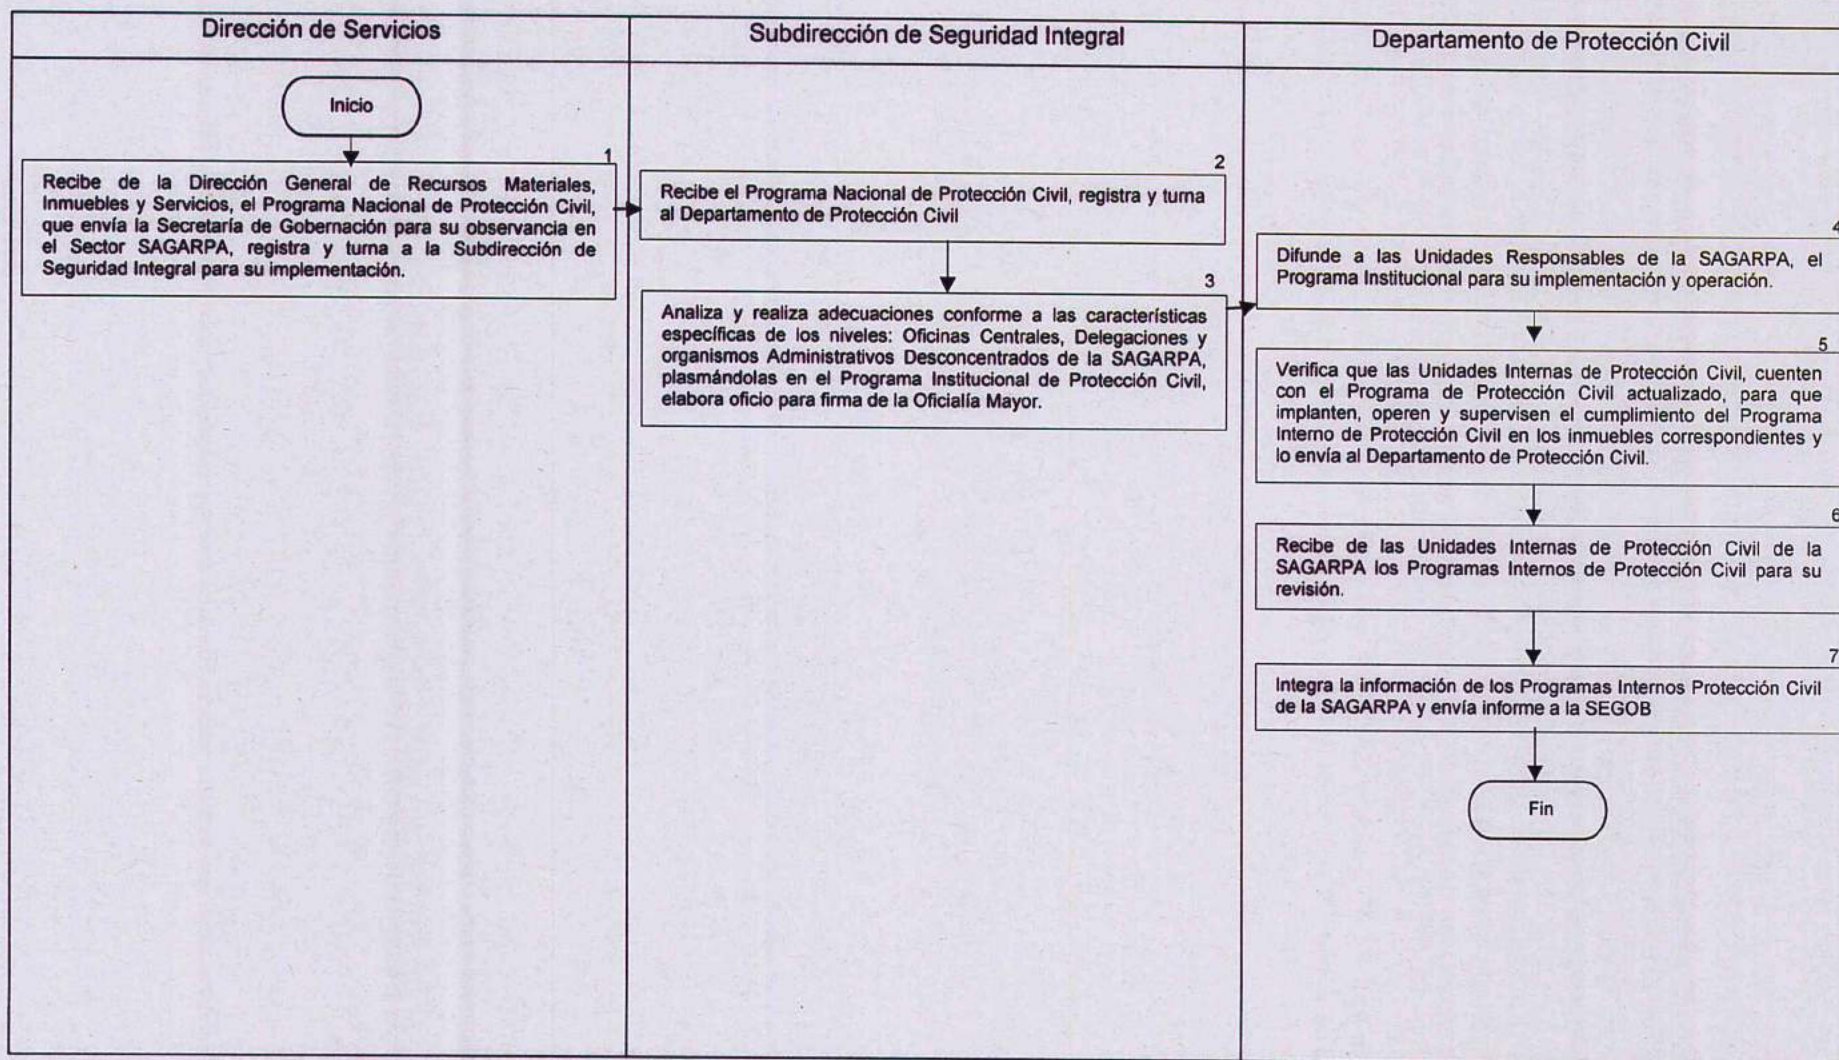 Dirección de Servicios
Subdirección de Seguridad Integral
Departamento de Protección Civil
Inicio
1
Recibe de la Dirección General de Recursos Materiales,
Inmuebles y Servicios, el Programa Nacional de Protección Civil,
que envía la Secretaría de Gobernación para su observancia en
el Sector SAGARPA, registra y turna a la Subdirección de
Seguridad Integral para su implementación.
2
Recibe el Programa Nacional de Protección Civil, registra y turna
al Departamento de Protección Civil
3
Analiza y realiza adecuaciones conforme a las características
específicas de los niveles: Oficinas Centrales, Delegaciones y
organismos Administrativos Desconcentrados de la SAGARPA,
plasmándolas en el Programa Institucional de Protección Civil,
elabora oficio para firma de la Oficialía Mayor.
4
Difunde a las Unidades Responsables de la SAGARPA, el
Programa Institucional para su implementación y operación.
5
Verifica que las Unidades Internas de Protección Civil, cuenten
con el Programa de Protección Civil actualizado, para que
implanten, operen y supervisen el cumplimiento del Programa
Interno de Protección Civil en los inmuebles correspondientes y
lo envía al Departamento de Protección Civil.
6
Recibe de las Unidades Internas de Protección Civil de la
SAGARPA los Programas Internos de Protección Civil para su
revisión.
7
Integra la información de los Programas Internos Protección Civil
de la SAGARPA y envía informe a la SEGOB
Fin